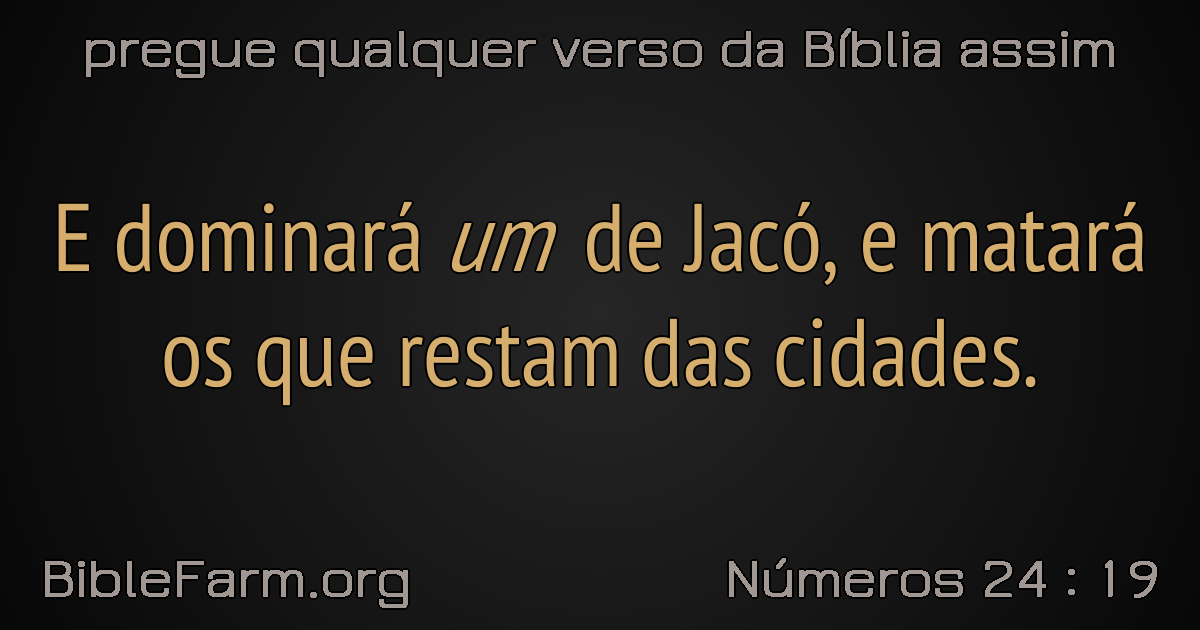 pregue qualquer verso da Bíblia assim
E dominará um de Jacó, e matará
os que restam das cidades.
BibleFarm.org
Números 24 : 19